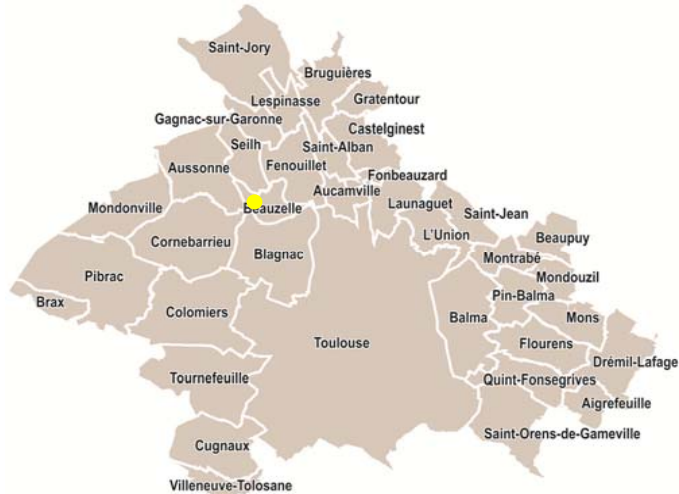 Saint-Jory
Bruguières
Lespinasse
Gratentour
Gagnac-sur-Garonne
Castelginest
Seilh
Saint-Alban
Fenouillet
Aussonne
Fonbeauzard
Aucamville
Launaguet
Beauzelle
Mondonville
Saint-Jean
L'Union
Beaupuy
Cornebarrieu
Blagnac
Montrabé
Pibrac
Mondouzil
Pin-Balma
Brax
Colomiers
Balma
Mons
Toulouse
Flourens
Drémil-Lafage
Tournefeuille
Quint-Fonsegrives
Aigrefeuille
Saint-Orens-de-Gameville
Cugnaux
Villeneuve-Tolosane